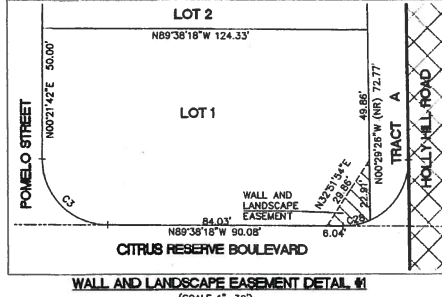 LOT 2
N89°38'18"W 124.33'
N00°21'42"E 50.00'
LOT 1
49.86'
N00°29'26"W (NR) 72.77'
TRACT A
HOLLY HILL ROAD
POMELO STREET
N32°51'54"E
29.86'
22.91'
WALL AND
LANDSCAPE
EASEMENT
C3
84.03'
N89°38'18"W 90.08'
6.04'
CITRUS RESERVE BOULEVARD
WALL AND LANDSCAPE EASEMENT DETAIL #1